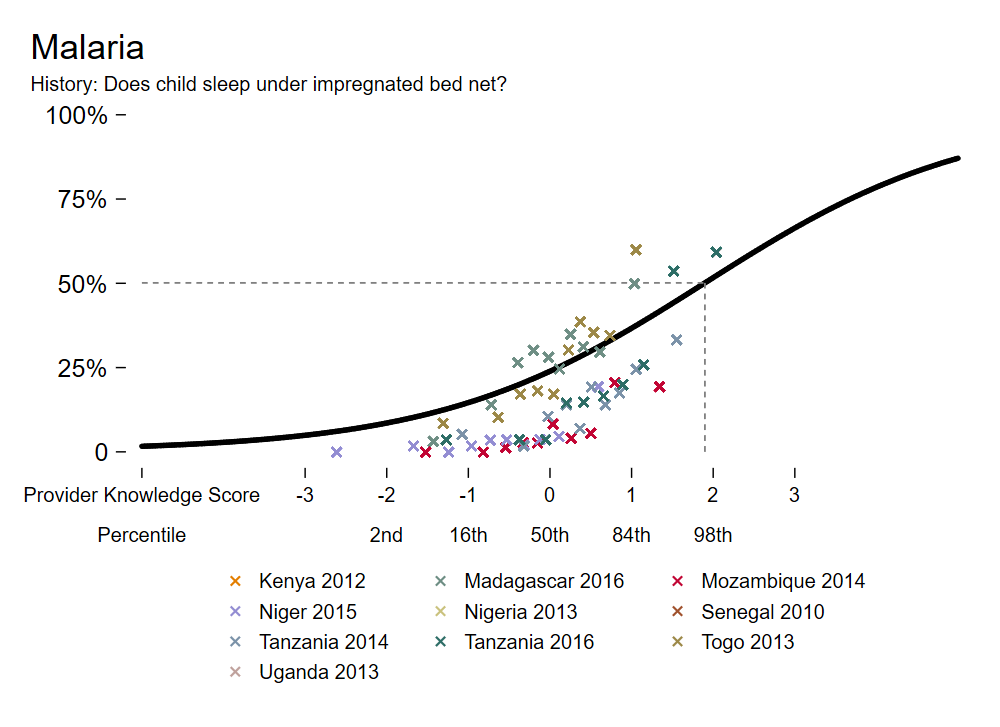 Malaria
History: Does child sleep under impregnated bed net?
100%
75%
50%
25%
0
Provider Knowledge Score -3 -2 -1 0 1 2 3
Percentile 2nd 16th 50th 84th 98th
Kenya 2012 Madagascar 2016 Mozambique 2014
Niger 2015 Nigeria 2013 Senegal 2010
Tanzania 2014 Tanzania 2016 Togo 2013
Uganda 2013